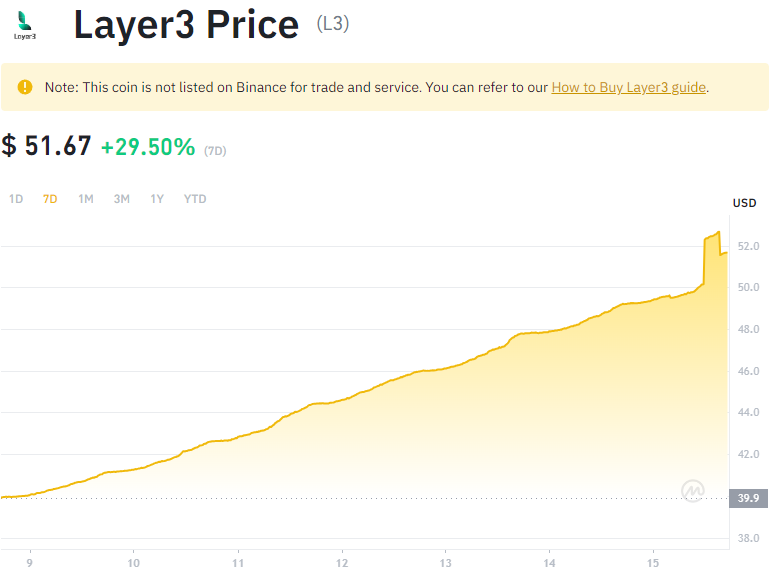 Layer3 Price (L3)
Layer3
Note: This coin is not listed on Binance for trade and service. You can refer to our How to Buy Layer3 guide.
$ 51.67 +29.50% (7D)
1D 7D 1M 3M 1Y YTD
USD
52.0
50.0
48.0
46.0
44.0
42.0
39.9
38.0
9 10 11 12 13 14 15